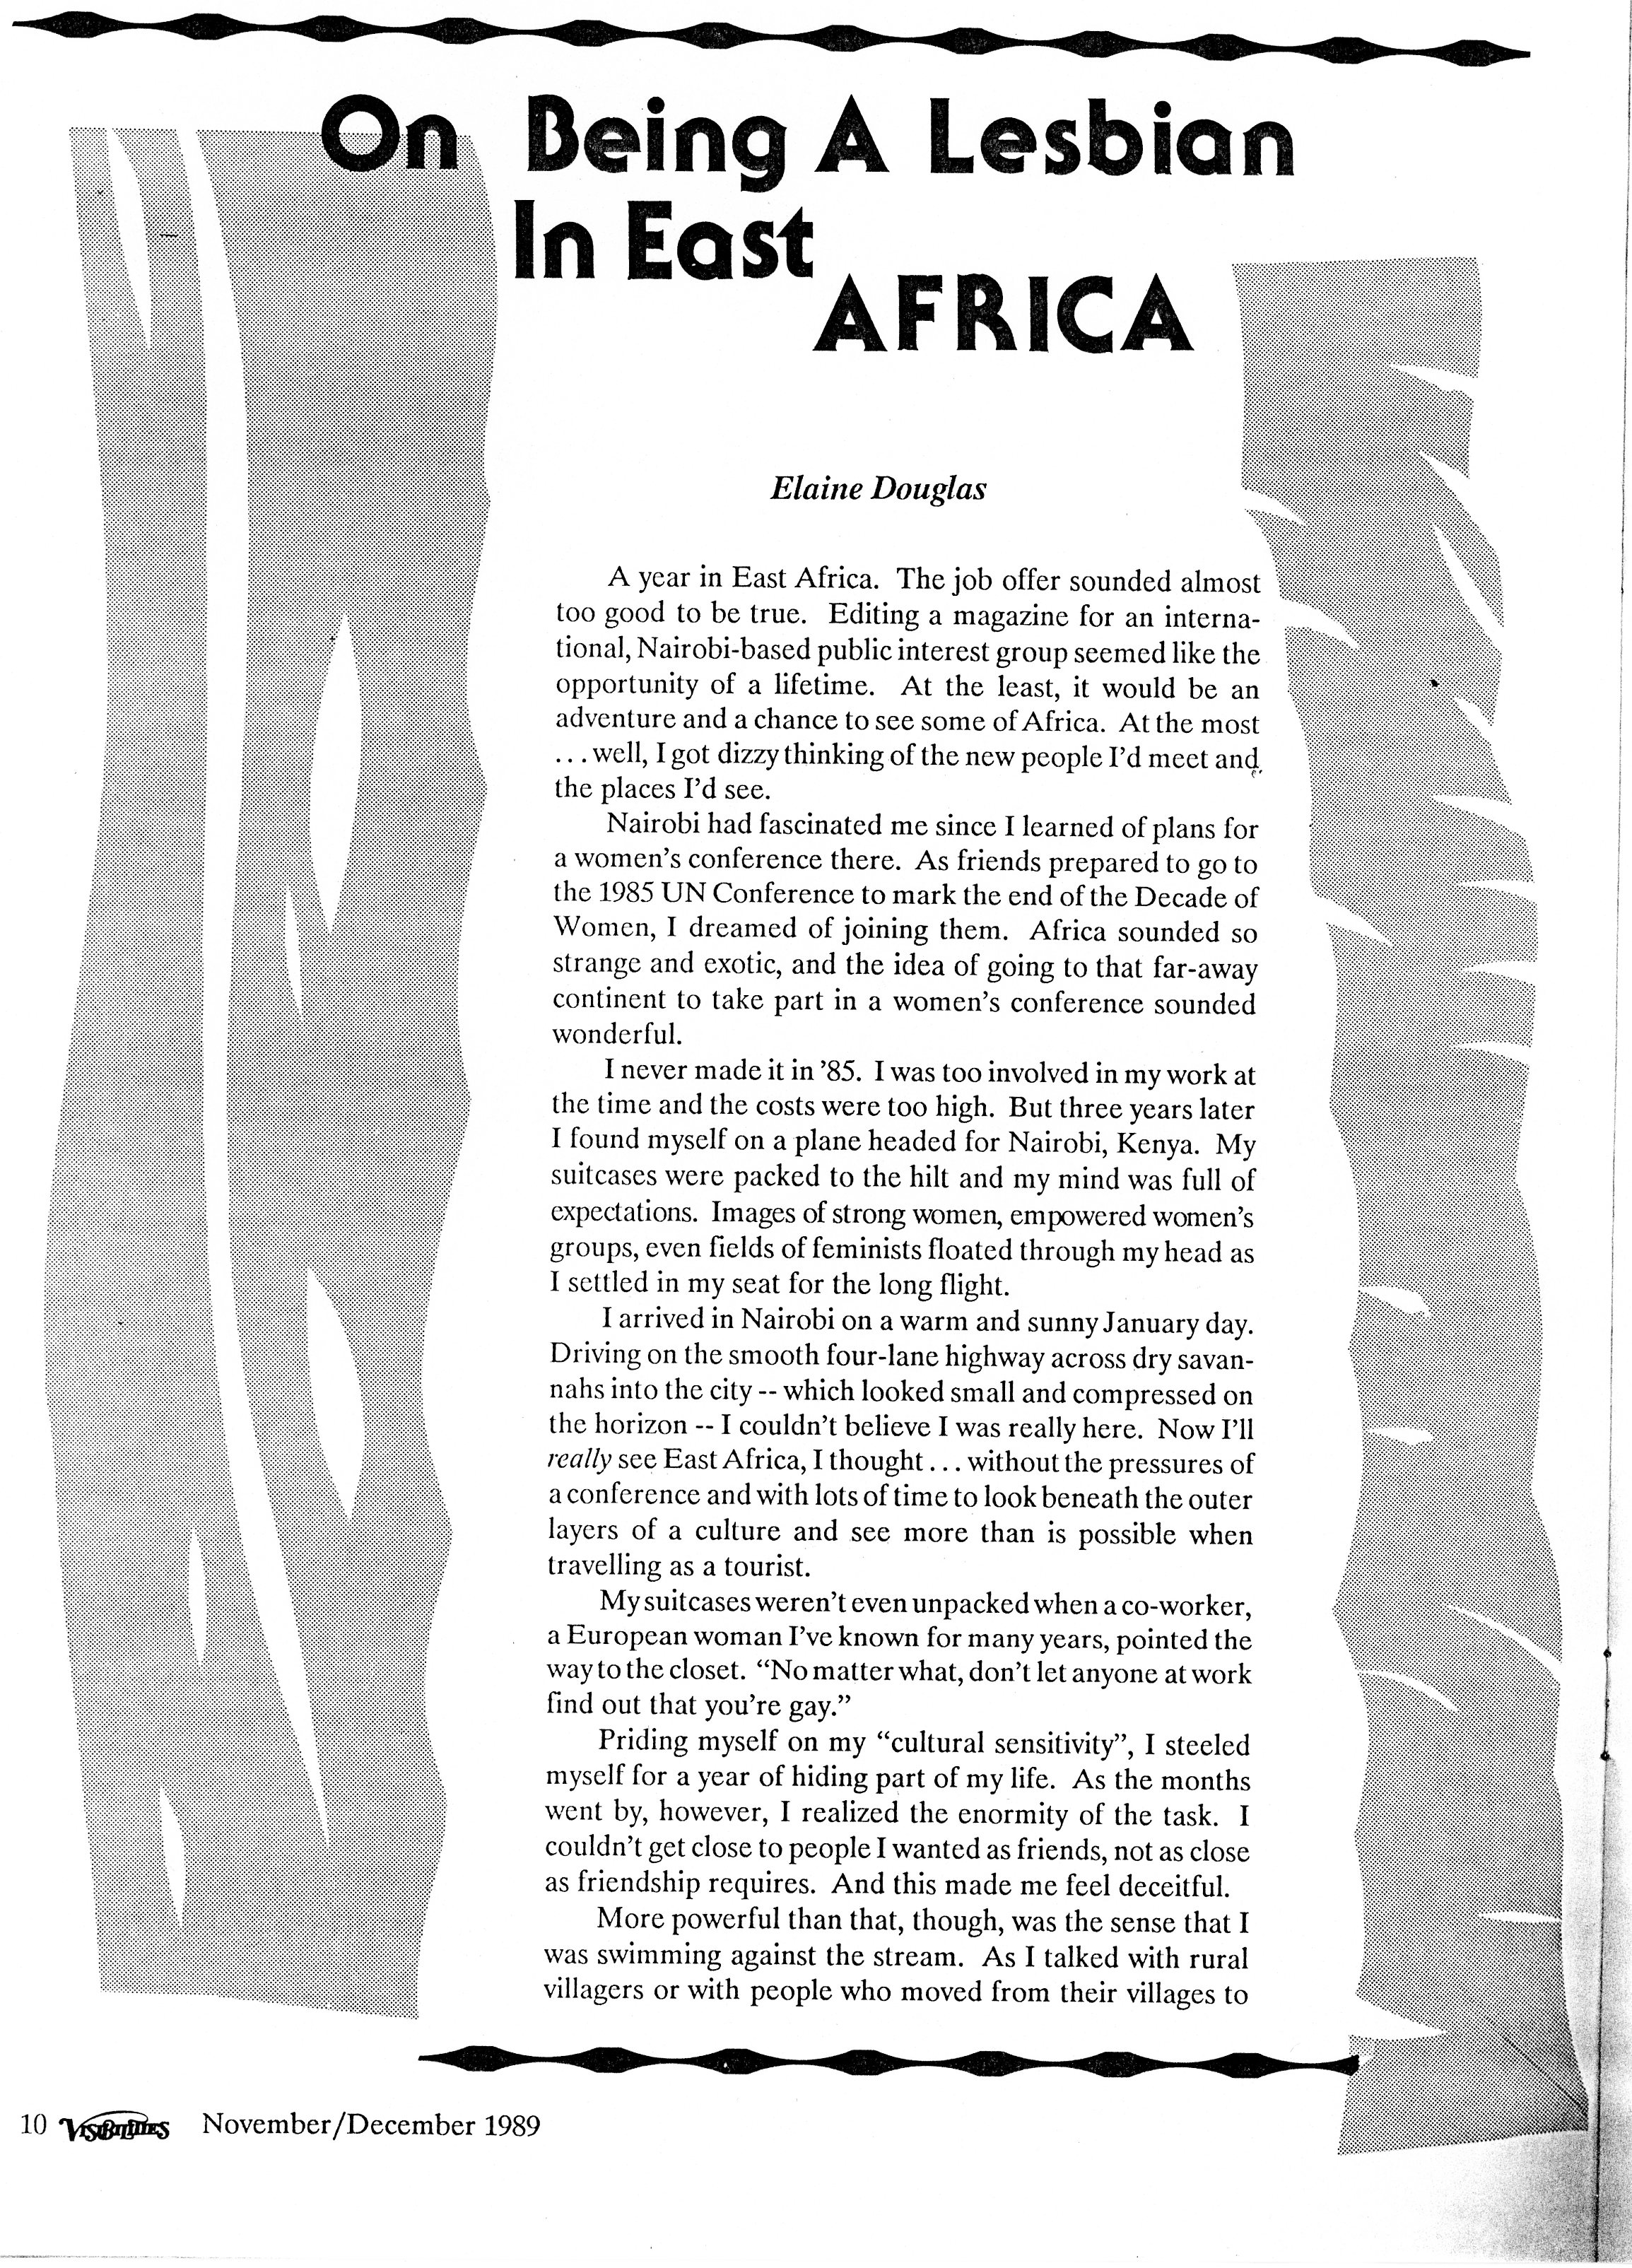 On Being A Lesbian
In East
AFRICA
Elaine Douglas
A year in East Africa. The job offer sounded almost
too good to be true. Editing a magazine for an interna-
tional, Nairobi-based public interest group seemed like the
opportunity of a lifetime. At the least, it would be an
adventure and a chance to see some of Africa. At the most
. . . well, I got dizzy thinking of the new people I'd meet and
the places I'd see.
Nairobi had fascinated me since I learned of plans for
a women's conference there. As friends prepared to go to
the 1985 UN Conference to mark the end of the Decade of
Women, I dreamed of joining them. Africa sounded so
strange and exotic, and the idea of going to that far-away
continent to take part in a women's conference sounded
wonderful.
I never made it in '85. I was too involved in my work at
the time and the costs were too high. But three years later
I found myself on a plane headed for Nairobi, Kenya. My
suitcases were packed to the hilt and my mind was full of
expectations. Images of strong women, empowered women's
groups, even fields of feminists floated through my head as
I settled in my seat for the long flight.
I arrived in Nairobi on a warm and sunny January day.
Driving on the smooth four-lane highway across dry savan-
nahs into the city -- which looked small and compressed on
the horizon -- I couldn't believe I was really here. Now I'll
really see East Africa, I thought . . . without the pressures of
a conference and with lots of time to look beneath the outer
layers of a culture and see more than is possible when
travelling as a tourist.
My suitcases weren't even unpacked when a co-worker,
a European woman I've known for many years, pointed the
way to the closet. “No matter what, don't let anyone at work
find out that you're gay.”
Priding myself on my “cultural sensitivity”, I steeled
myself for a year of hiding part of my life. As the months
went by, however, I realized the enormity of the task. I
couldn't get close to people I wanted as friends, not as close
as friendship requires. And this made me feel deceitful.
More powerful than that, though, was the sense that I
was swimming against the stream. As I talked with rural
villagers or with people who moved from their villages to
10 VISIBILITIES November/December 1989